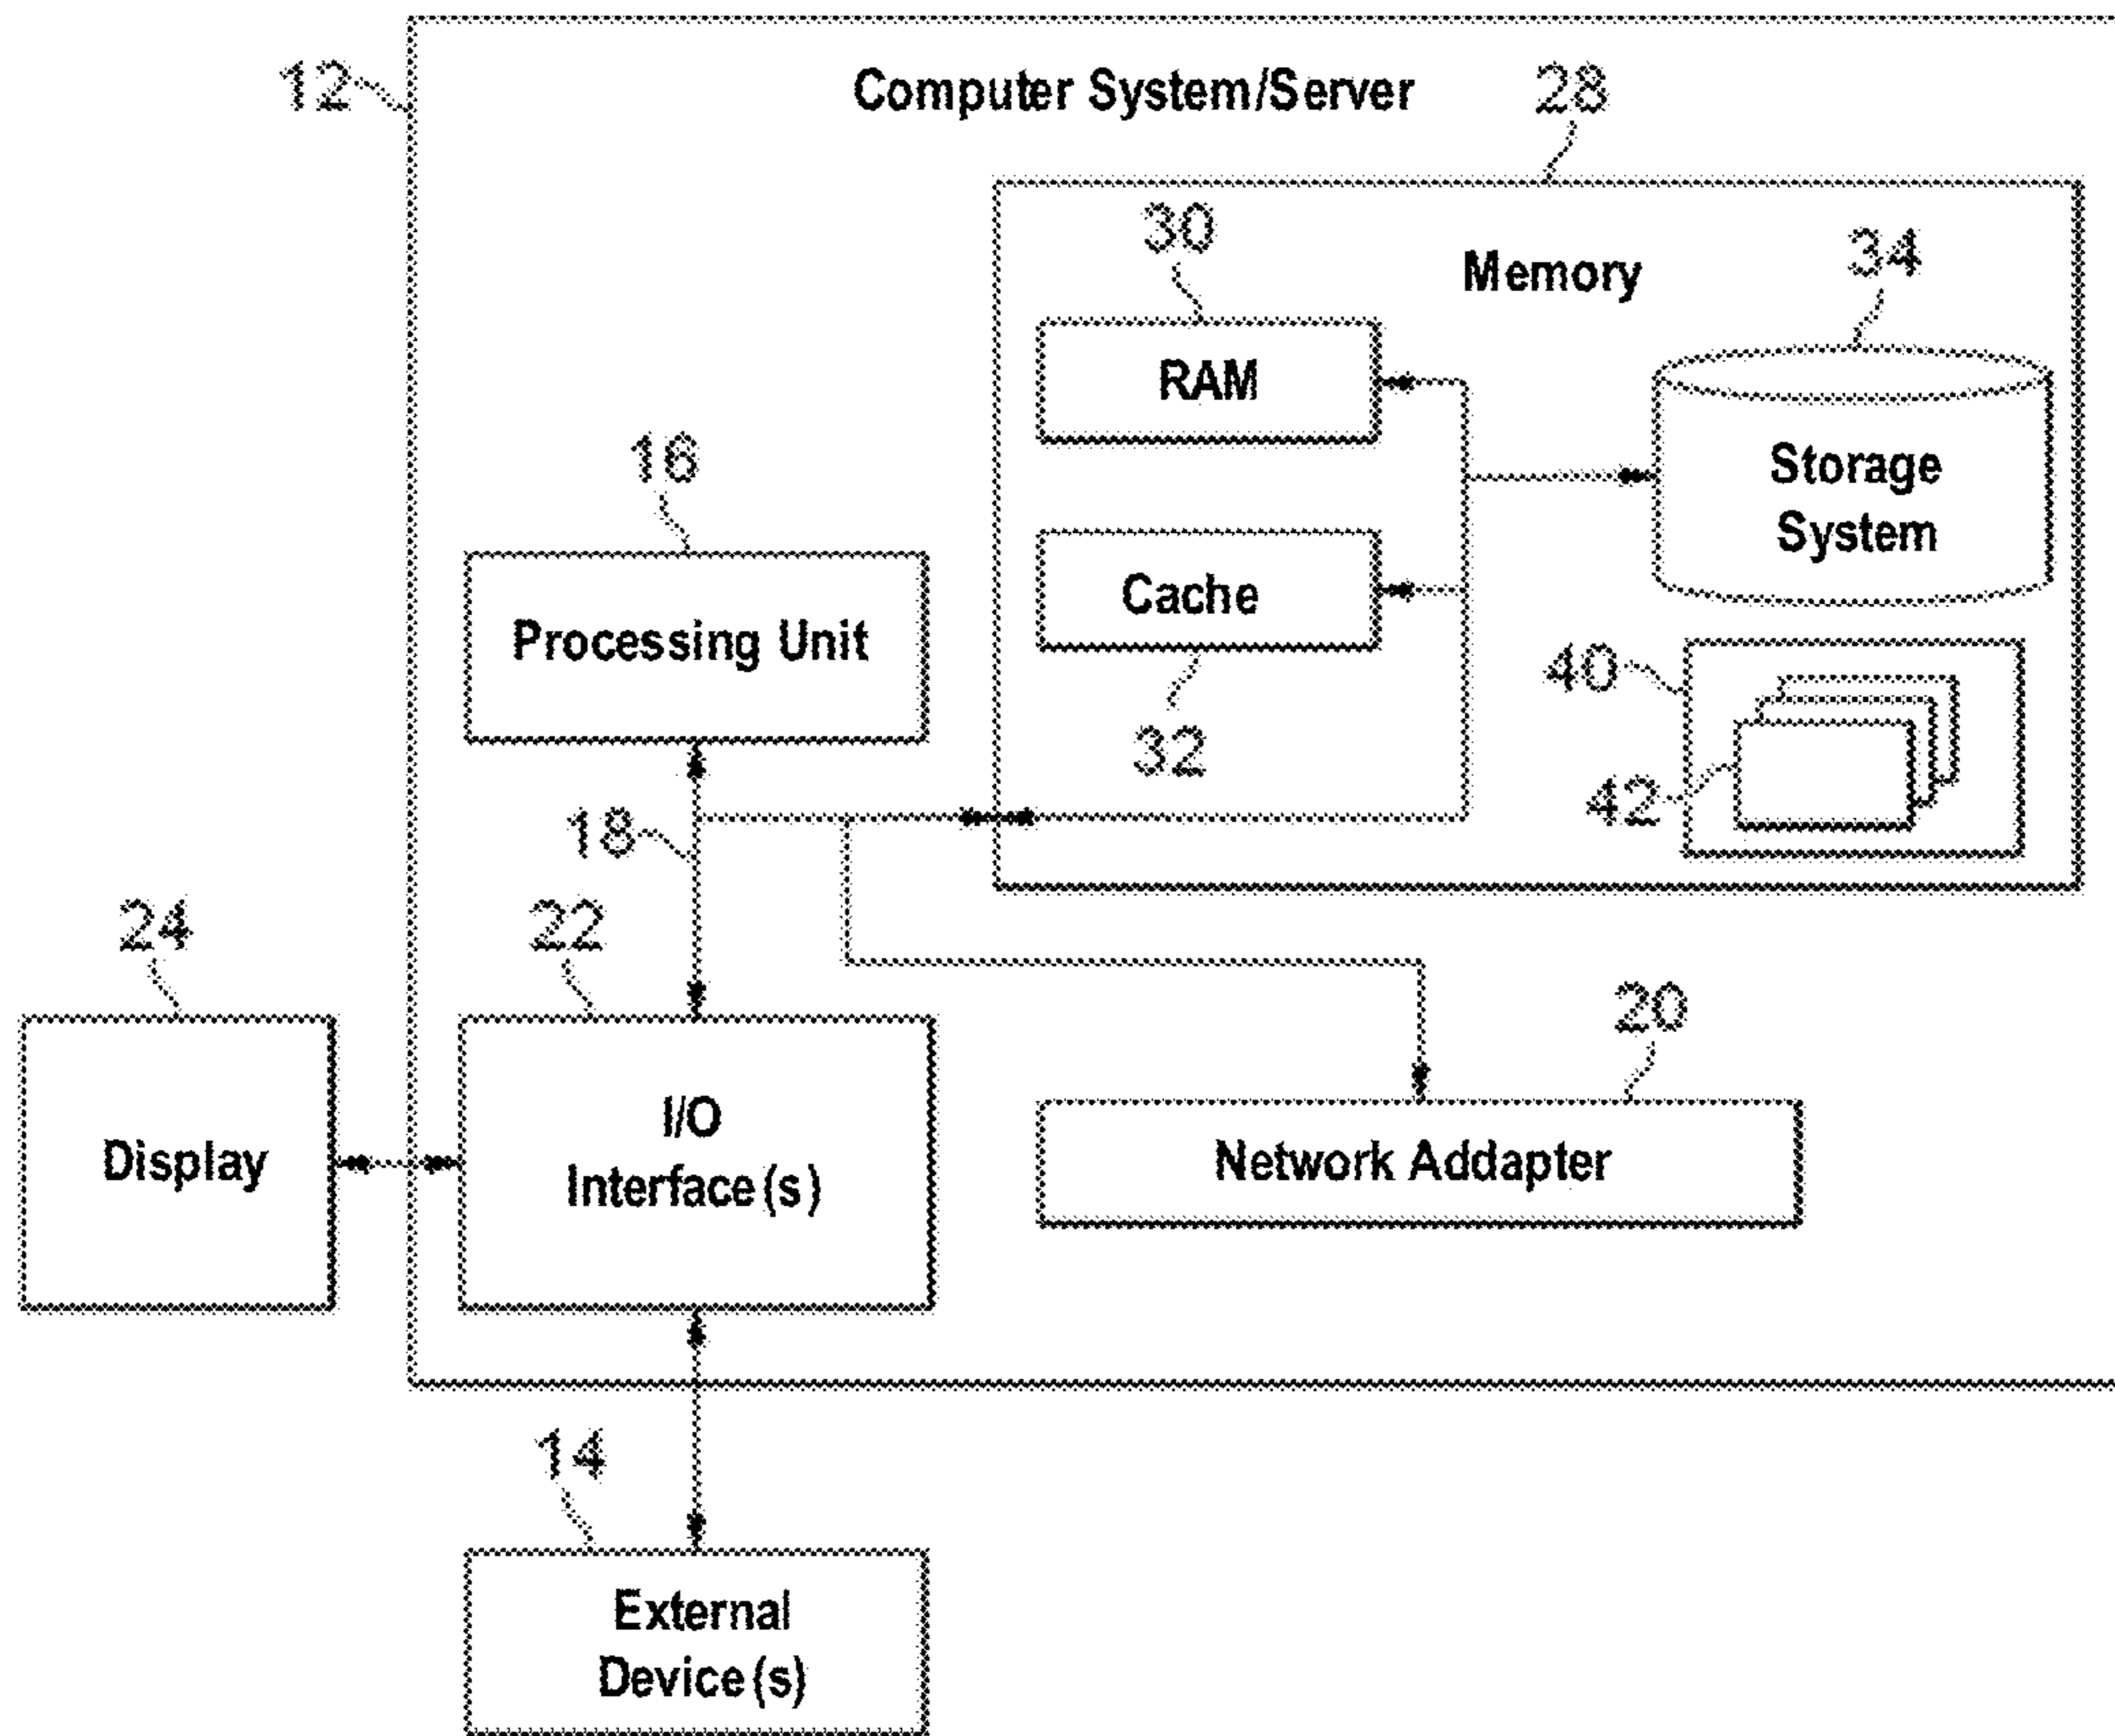 12
Computer System/Server
28
30
Memory
34
RAM
16
Storage
System
Cache
Processing Unit
40
32
42
18
24
22
20
I/O
Interface(s)
Display
Network Addapter
14
External
Device(s)